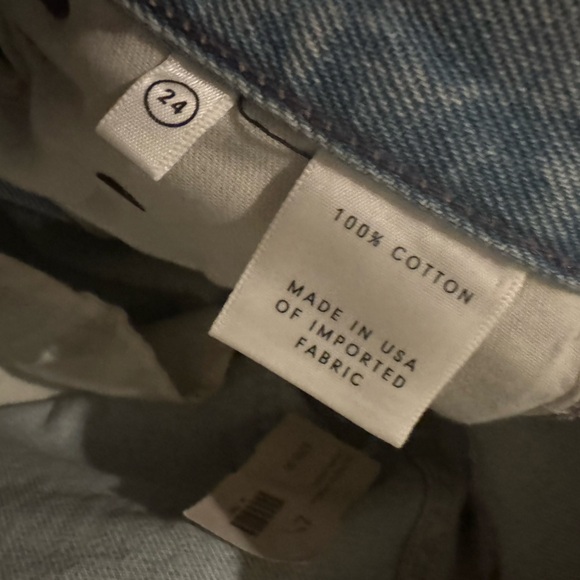 24
100% COTTON
MADE IN USA
OF IMPORTED
FABRIC